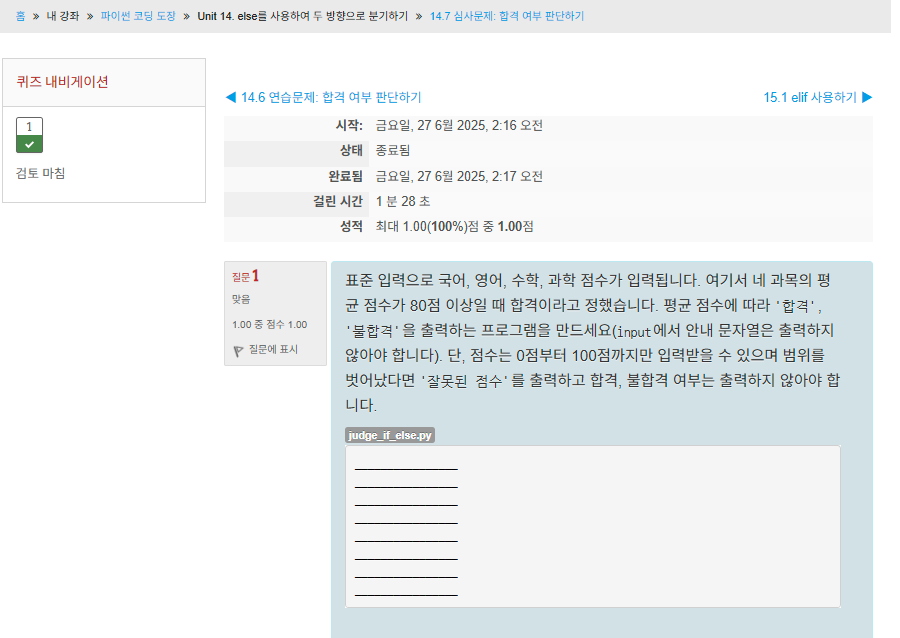 홈 » 내 강좌 » 파이썬 코딩 도장 » Unit 14. else를 사용하여 두 방향으로 분기하기 » 14.7 심사문제: 합격 여부 판단하기
퀴즈 내비게이션
1
검토 마침
◀ 14.6 연습문제: 합격 여부 판단하기
15.1 elif 사용하기 ▶
시작: 금요일, 27 6월 2025, 2:16 오전
상태 종료됨
완료됨 금요일, 27 6월 2025, 2:17 오전
걸린 시간 1 분 28 초
성적 최대 1.00(100%)점 중 1.00점
질문 1
맞음
1.00 중 점수 1.00
질문에 표시
표준 입력으로 국어, 영어, 수학, 과학 점수가 입력됩니다. 여기서 네 과목의 평
균 점수가 80점 이상일 때 합격이라고 정했습니다. 평균 점수에 따라 '합격',
'불합격'을 출력하는 프로그램을 만드세요(input에서 안내 문자열은 출력하지
않아야 합니다). 단, 점수는 0점부터 100점까지만 입력받을 수 있으며 범위를
벗어났다면 '잘못된 점수'를 출력하고 합격, 불합격 여부는 출력하지 않아야 합
니다.
judge_if_else.py
________________
________________
________________
________________
________________
________________
________________
________________